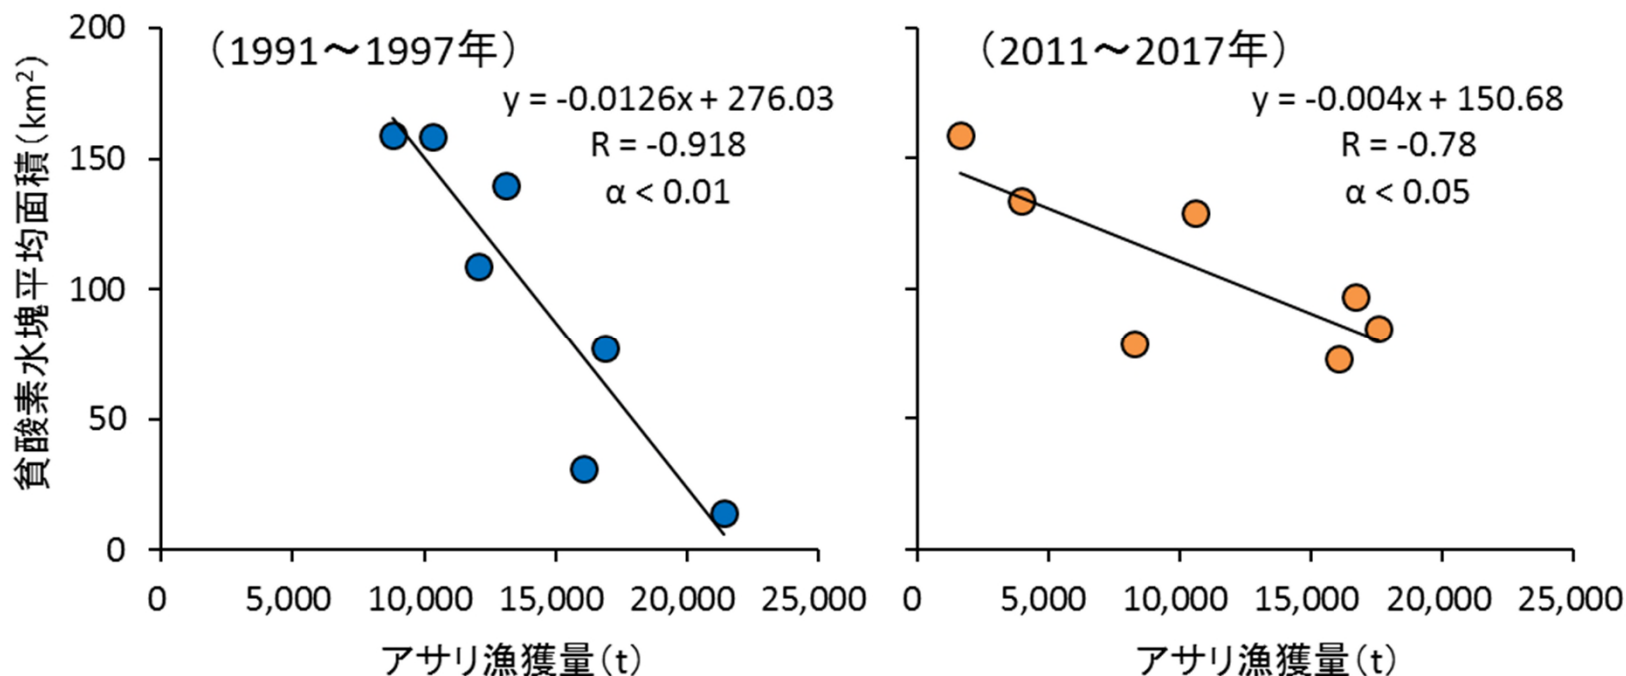 貧酸素水塊平均面積（km²）
200
150
100
50
0
（1991～1997年）
y = -0.0126x + 276.03
R = -0.918
α < 0.01
0 5,000 10,000 15,000 20,000 25,000
アサリ漁獲量（t）
（2011～2017年）
y = -0.004x + 150.68
R = -0.78
α < 0.05
0 5,000 10,000 15,000 20,000 25,000
アサリ漁獲量（t）